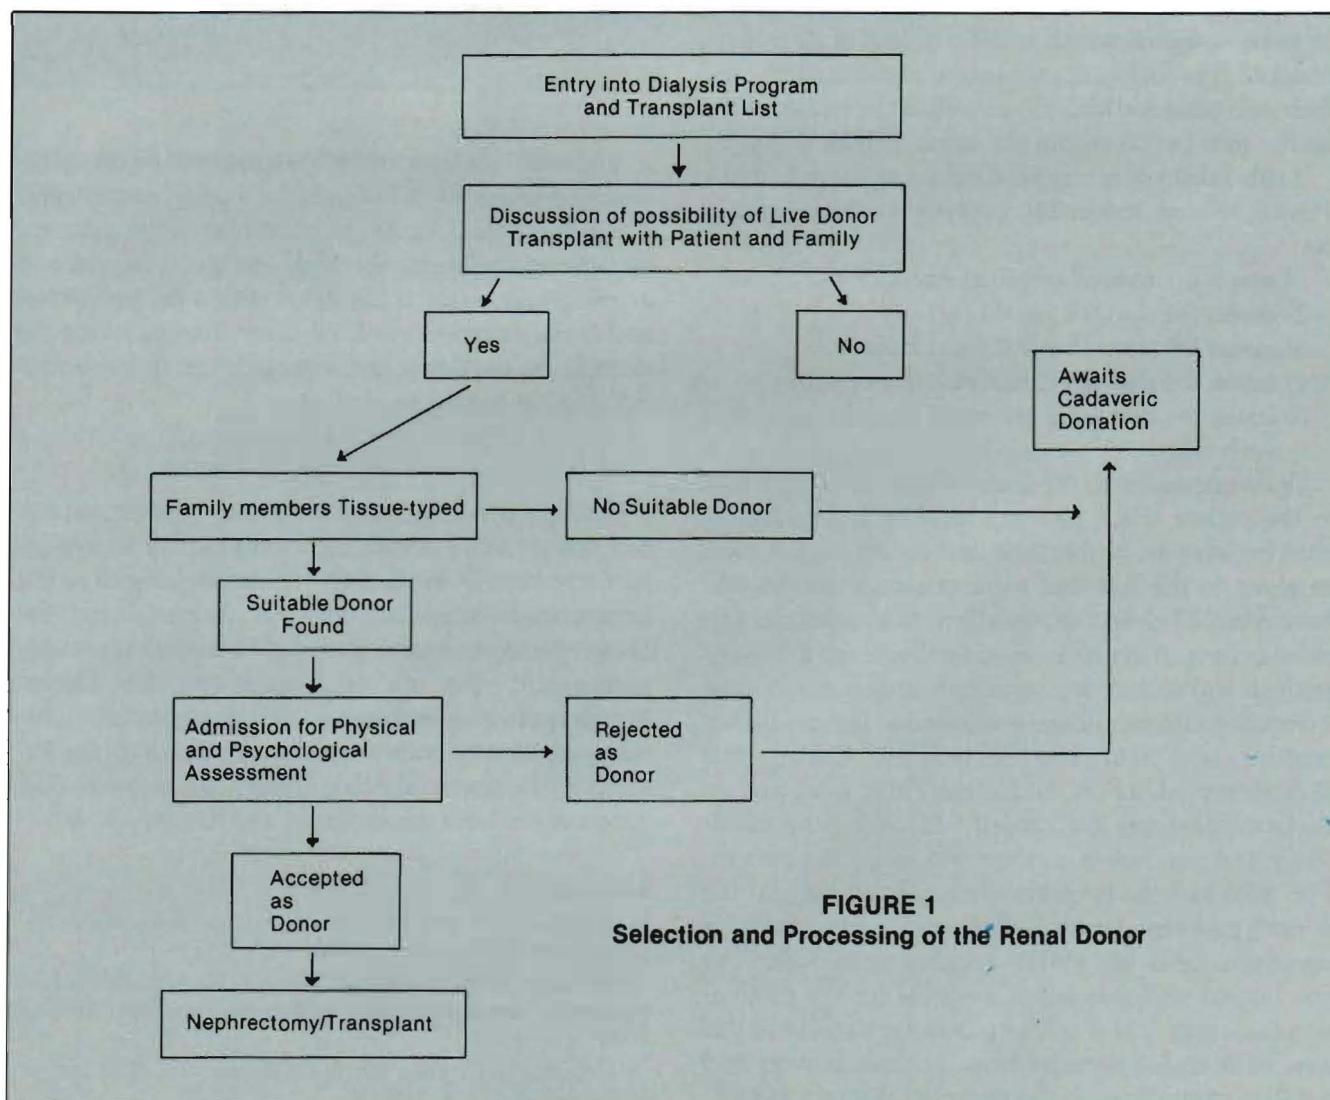 Entry into Dialysis Program
and Transplant List
Discussion of possibility of Live Donor
Transplant with Patient and Family
Yes
No
Awaits
Cadaveric
Donation
Family members Tissue-typed
No Suitable Donor
Suitable Donor
Found
Admission for Physical
and Psychological
Assessment
Rejected
as
Donor
Accepted
as
Donor
Nephrectomy/Transplant
FIGURE 1
Selection and Processing of the Renal Donor